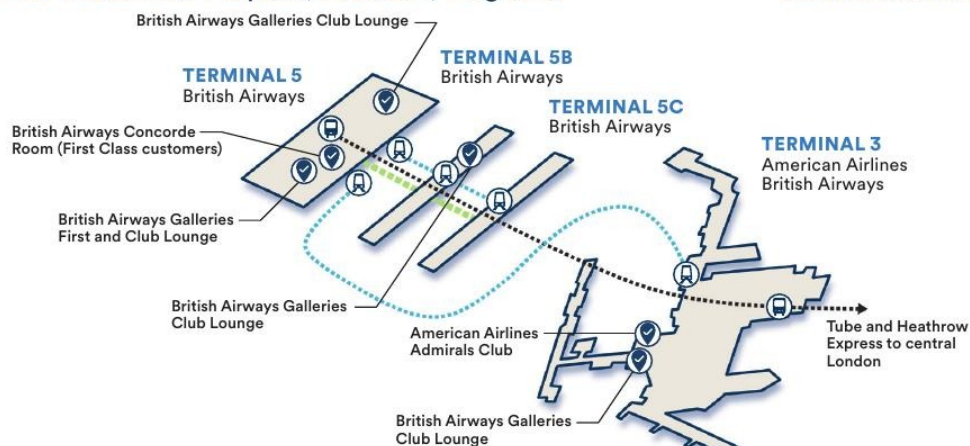 British Airways Galleries Club Lounge
TERMINAL 5B
British Airways
TERMINAL 5
British Airways
TERMINAL 5C
British Airways
British Airways Concorde
Room (First Class customers)
TERMINAL 3
American Airlines
British Airways
British Airways Galleries
First and Club Lounge
British Airways Galleries
Club Lounge
American Airlines
Admirals Club
Tube and Heathrow
Express to central
London
British Airways Galleries
Club Lounge